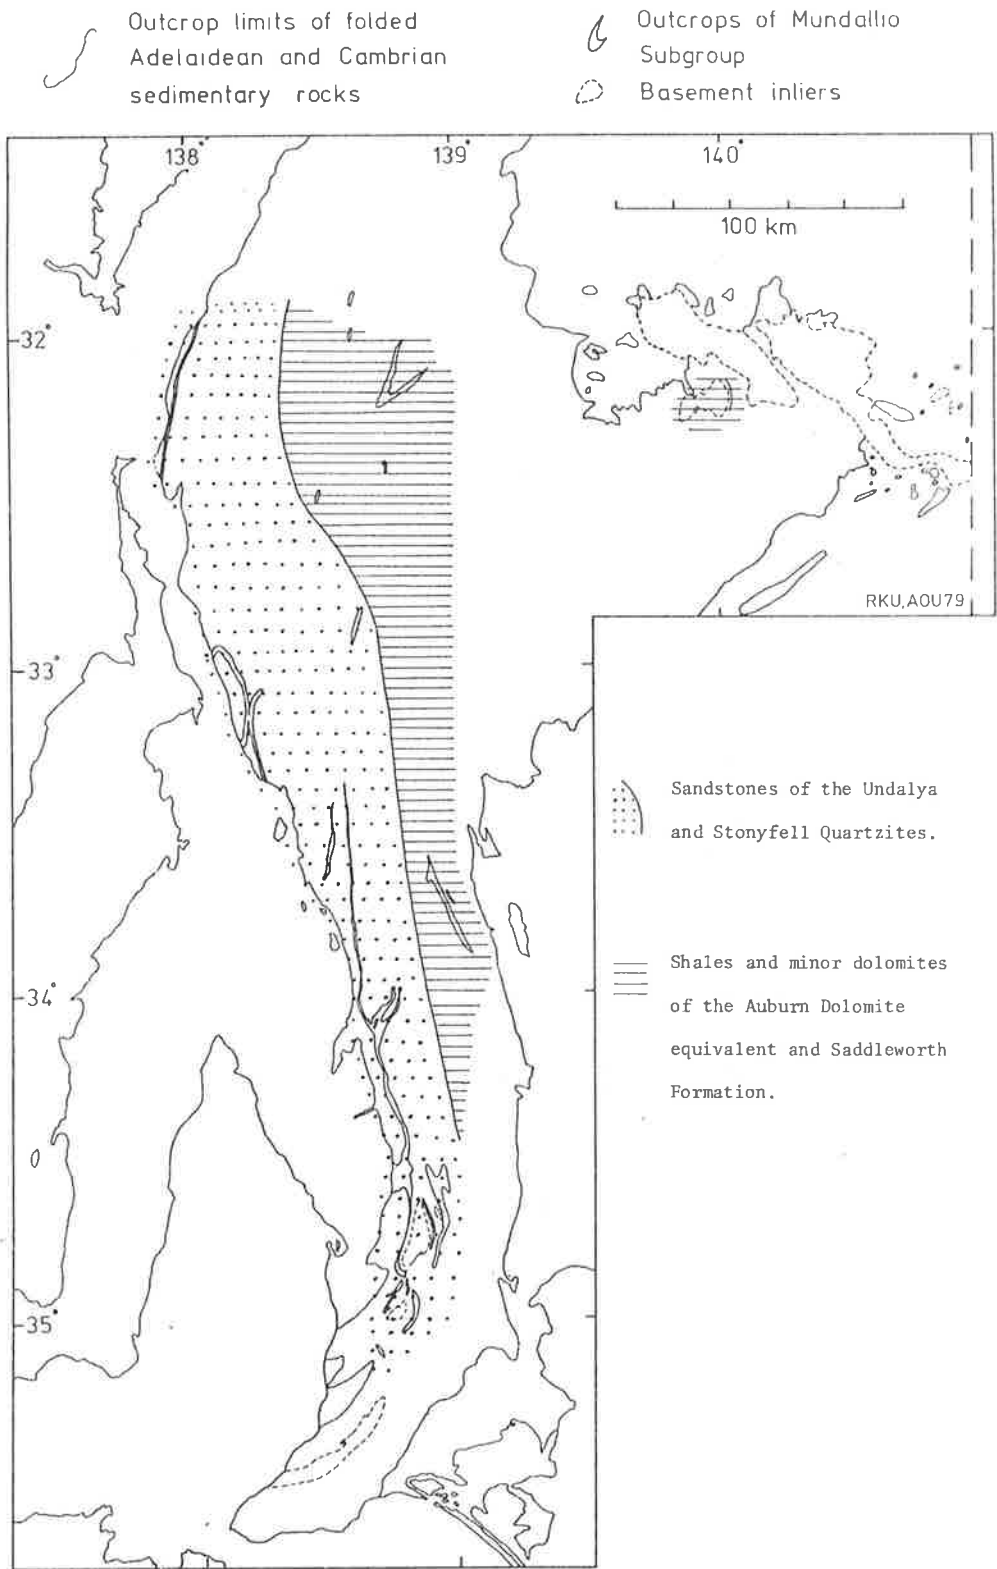 Outcrop limits of folded
Adelaidean and Cambrian
sedimentary rocks
Outcrops of Mundallio
Subgroup
Basement inliers
138°
139°
140°
100 km
32°
RKU,AOU79
33°
Sandstones of the Undalya
and Stonyfell Quartzites.
Shales and minor dolomites
of the Auburn Dolomite
equivalent and Saddleworth
Formation.
34°
35°